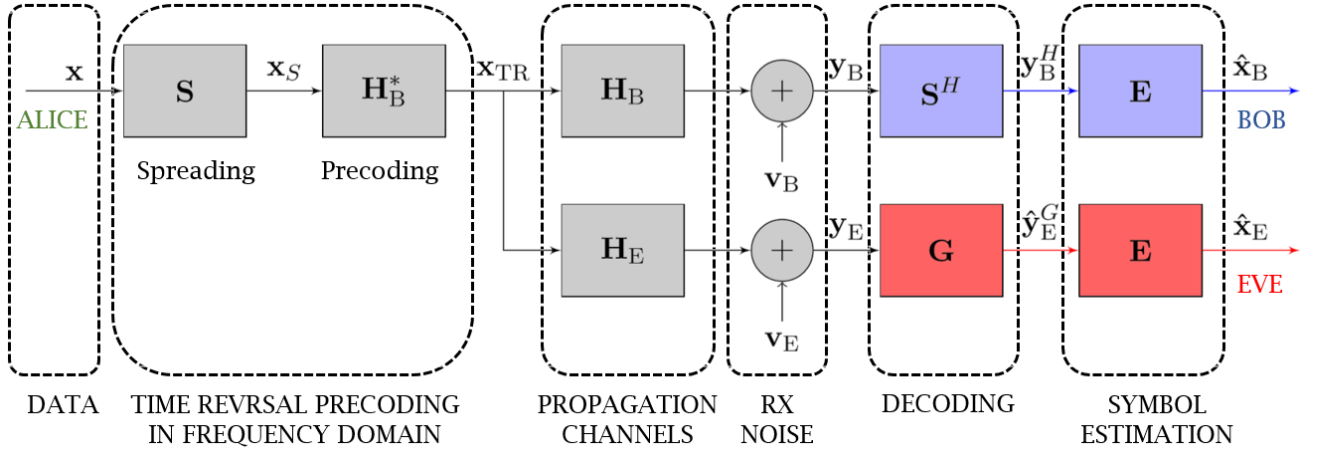 x
ALICE
S
Spreading
x_S
H_B^*
Precoding
x_TR
H_B
+
v_B
y_B
S^H
y_B^H
E
x̂_B
BOB
H_E
+
v_E
y_E
G
ŷ_E^G
E
x̂_E
EVE
DATA
TIME REVRSAL PRECODING
IN FREQUENCY DOMAIN
PROPAGATION
CHANNELS
RX
NOISE
DECODING
SYMBOL
ESTIMATION